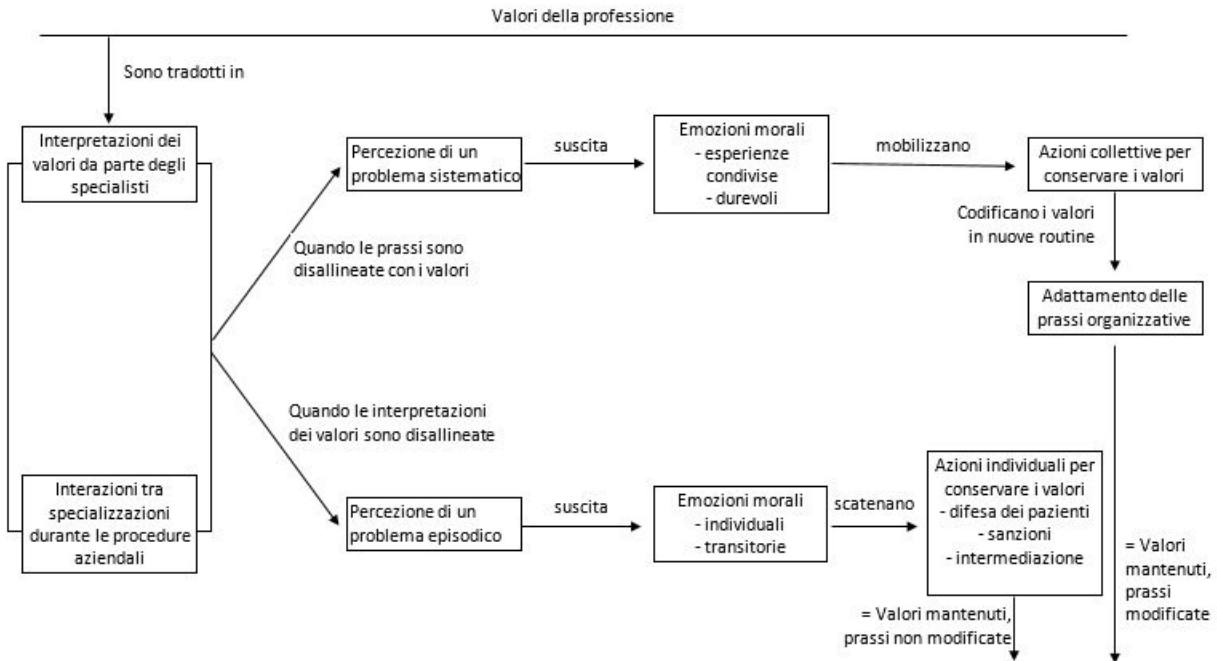 Valori della professione
Sono tradotti in
Interpretazioni dei
valori da parte degli
specialisti
Percezione di un
problema sistematico
suscita
Emozioni morali
- esperienze
condivise
- durevoli
mobilizzano
Azioni collettive per
conservare i valori
Codificano i valori
in nuove routine
Quando le prassi sono
disallineate con i valori
Adattamento delle
prassi organizzative
Quando le interpretazioni
dei valori sono disallineate
Interazioni tra
specializzazioni
durante le procedure
aziendali
Percezione di un
problema episodico
suscita
Emozioni morali
- individuali
- transitorie
scatenano
Azioni individuali per
conservare i valori
- difesa dei pazienti
- sanzioni
- intermediazione
= Valori
mantenuti,
prassi
modificate
= Valori mantenuti,
prassi non modificate